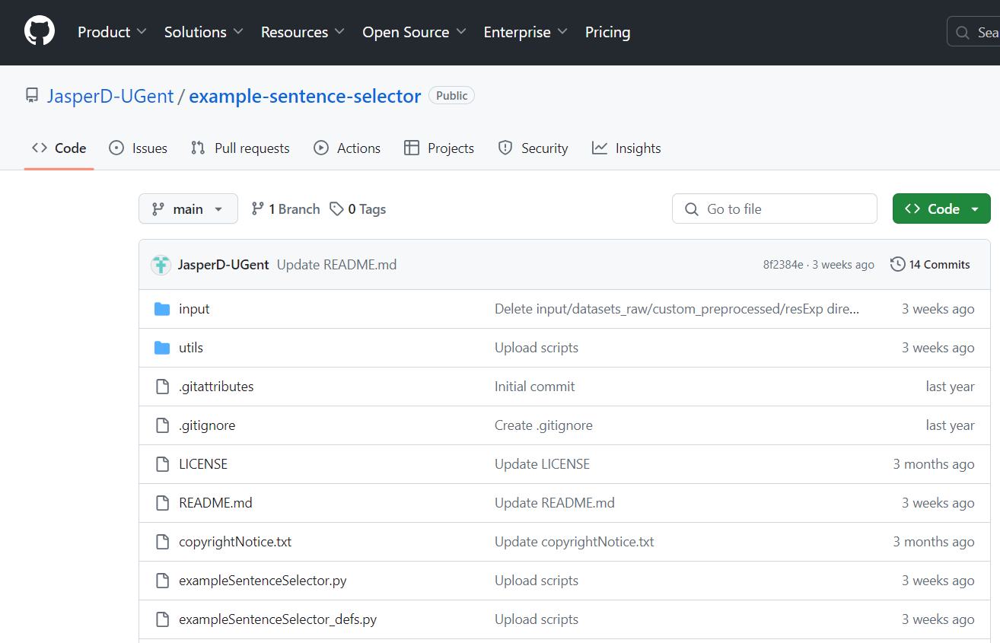 Product Solutions Resources Open Source Enterprise Pricing Sea
JasperD-UGent / example-sentence-selector Public
Code Issues Pull requests Actions Projects Security Insights
main 1 Branch 0 Tags Go to file Code
JasperD-UGent Update README.md 8f2384e · 3 weeks ago 14 Commits
input Delete input/datasets_raw/custom_preprocessed/resExp dire... 3 weeks ago
utils Upload scripts 3 weeks ago
.gitattributes Initial commit last year
.gitignore Create .gitignore last year
LICENSE Update LICENSE 3 months ago
README.md Update README.md 3 weeks ago
copyrightNotice.txt Update copyrightNotice.txt 3 months ago
exampleSentenceSelector.py Upload scripts 3 weeks ago
exampleSentenceSelector_defs.py Upload scripts 3 weeks ago